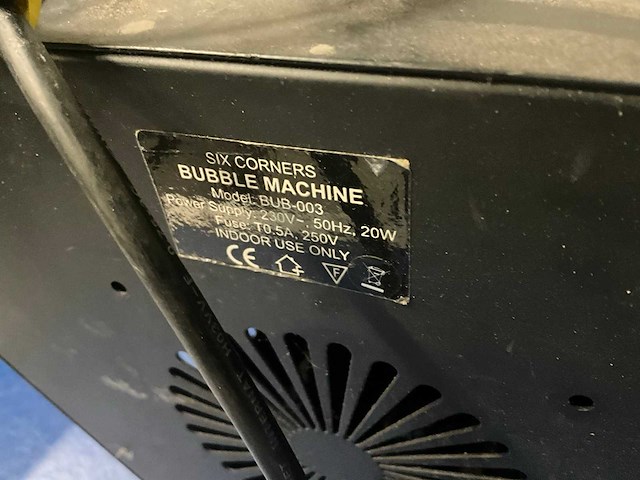 SIX CORNERS
BUBBLE MACHINE
Model: BUB-003
Power Supply: 230V~, 50Hz, 20W
Fuse: T0.5A, 250V
INDOOR USE ONLY
CE F